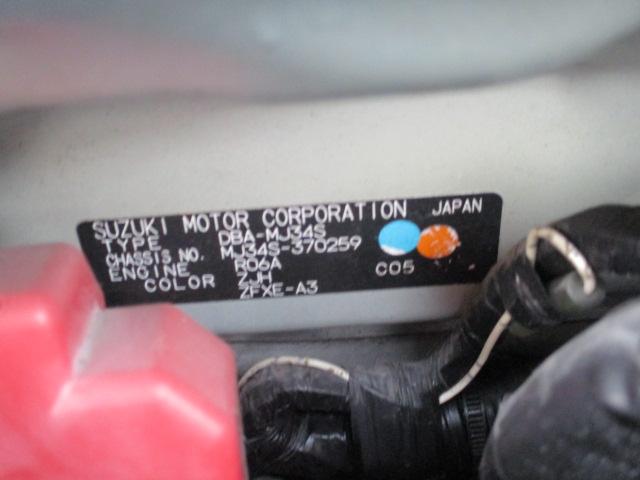 SUZUKI MOTOR CORPORATION JAPAN
TYPE DBA-MJ34S
CHASSIS NO. MJ34S-370259
ENGINE R06A
COLOR ZJH C05
ZFXE-A3